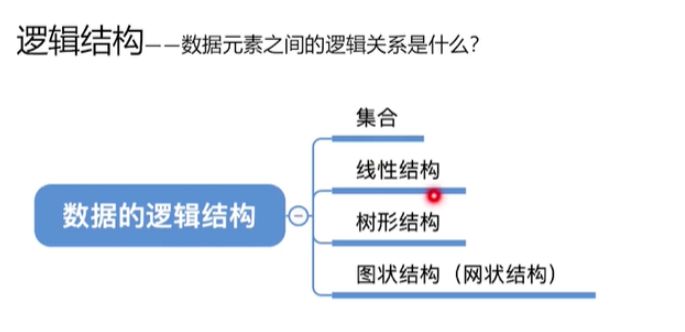 逻辑结构——数据元素之间的逻辑关系是什么？
集合
线性结构
数据的逻辑结构
树形结构
图状结构（网状结构）